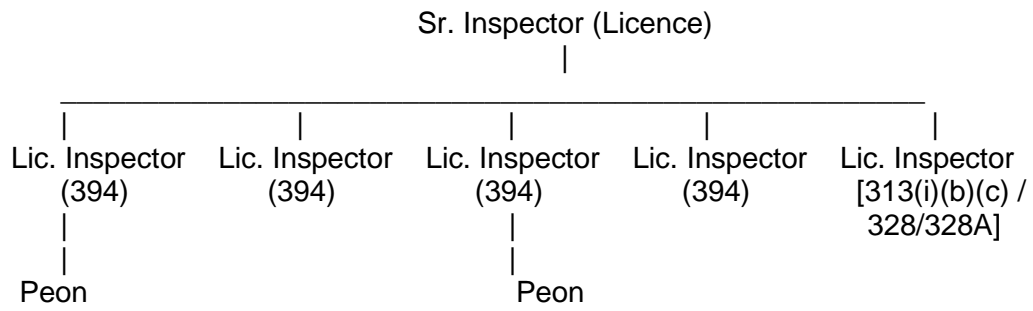 Sr. Inspector (Licence)
Lic. Inspector Lic. Inspector Lic. Inspector Lic. Inspector Lic. Inspector
(394) (394) (394) (394) [313(i)(b)(c) /
328/328A]
Peon Peon